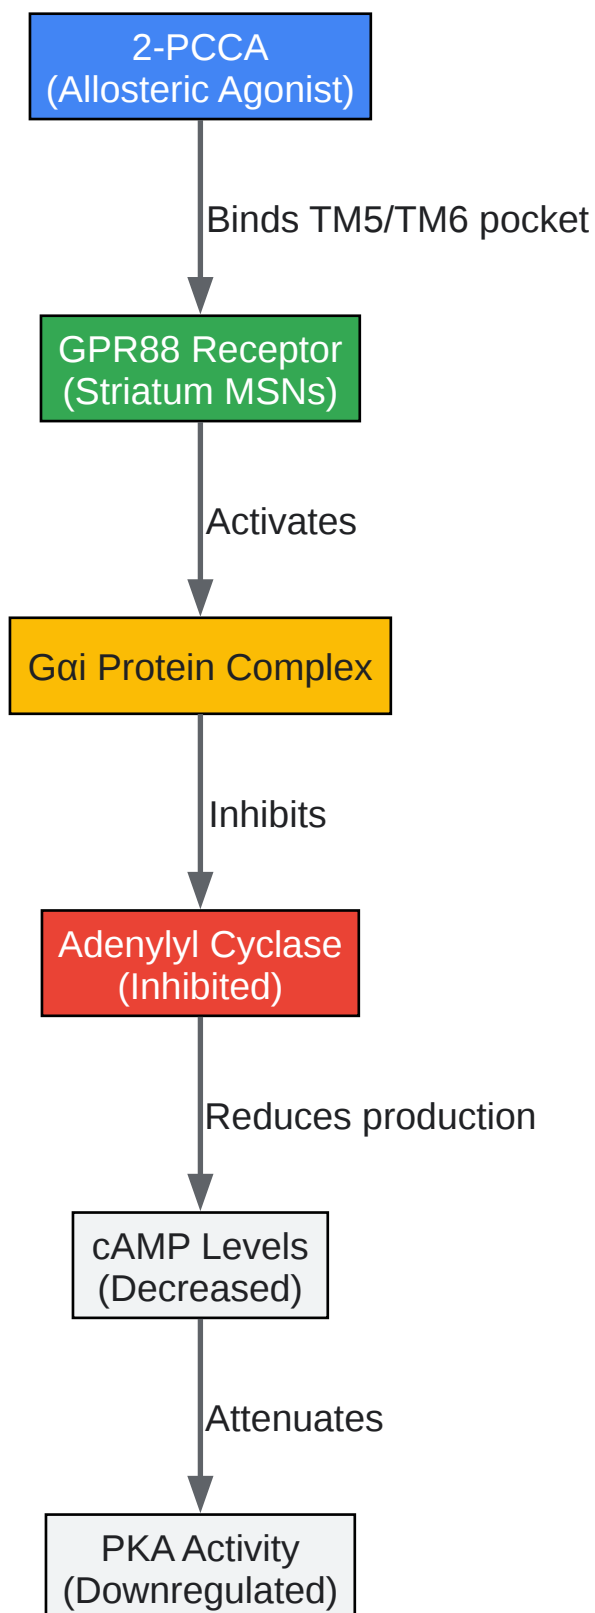 2-PCCA
(Allosteric Agonist)
Binds TM5/TM6 pocket
GPR88 Receptor
(Striatum MSNs)
Activates
Gαi Protein Complex
Inhibits
Adenylyl Cyclase
(Inhibited)
Reduces production
cAMP Levels
(Decreased)
Attenuates
PKA Activity
(Downregulated)